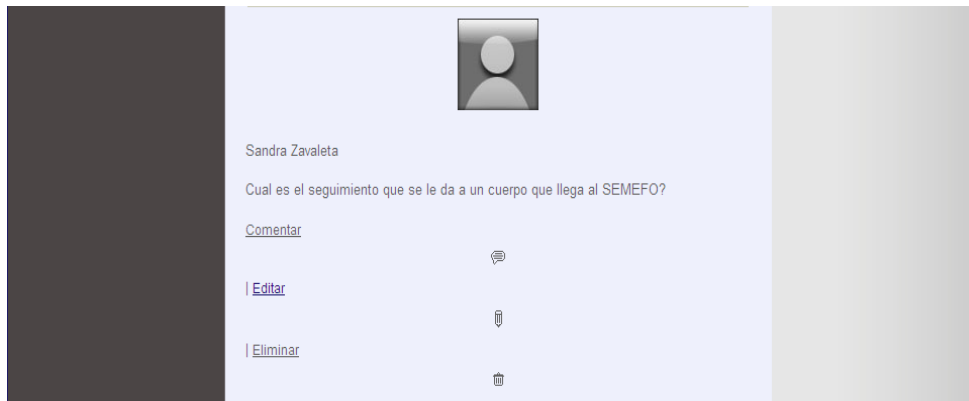 Sandra Zavaleta
Cual es el seguimiento que se le da a un cuerpo que llega al SEMEFO?
Comentar
| Editar
| Eliminar